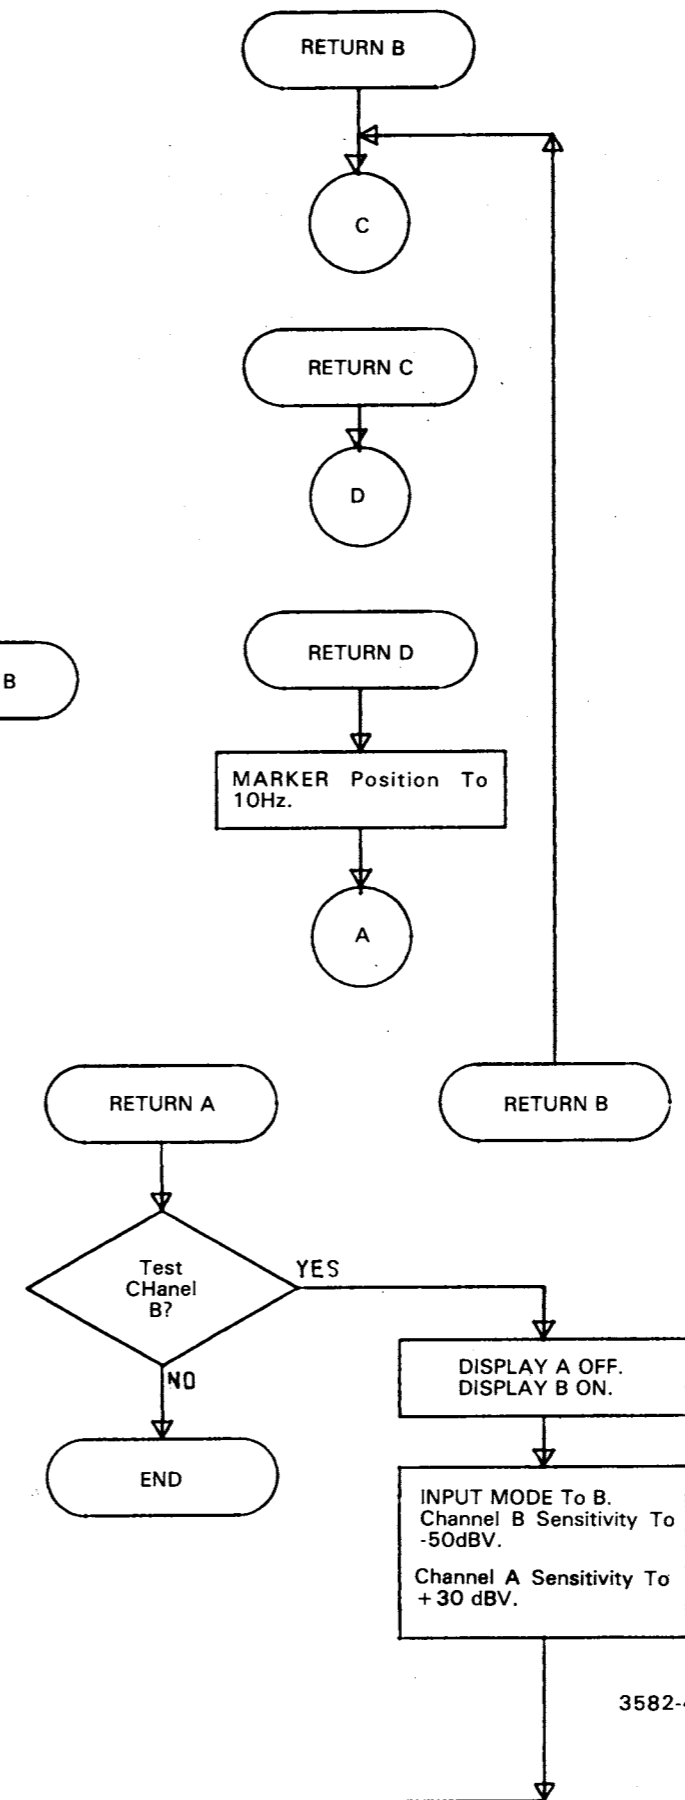 RETURN B
C
RETURN C
D
RETURN D
B
MARKER Position To
10Hz.
A
RETURN A
RETURN B
Test
CHanel
B?
YES
NO
DISPLAY A OFF.
DISPLAY B ON.
END
INPUT MODE To B.
Channel B Sensitivity To
-50dBV.
Channel A Sensitivity To
+30 dBV.
3582-